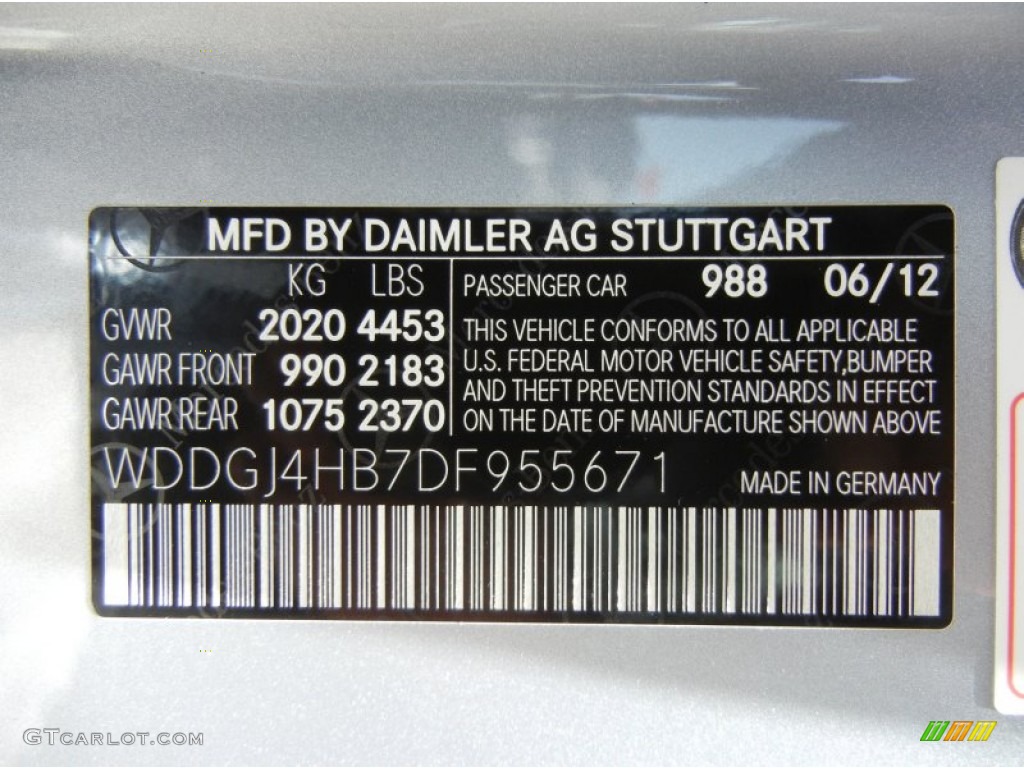 MFD BY DAIMLER AG STUTTGART
KG LBS
GVWR 2020 4453
GAWR FRONT 990 2183
GAWR REAR 1075 2370
PASSENGER CAR 988 06/12
THIS VEHICLE CONFORMS TO ALL APPLICABLE
U.S. FEDERAL MOTOR VEHICLE SAFETY,BUMPER
AND THEFT PREVENTION STANDARDS IN EFFECT
ON THE DATE OF MANUFACTURE SHOWN ABOVE
WDDGJ4HB7DF955671 MADE IN GERMANY
GTCARLOT.COM